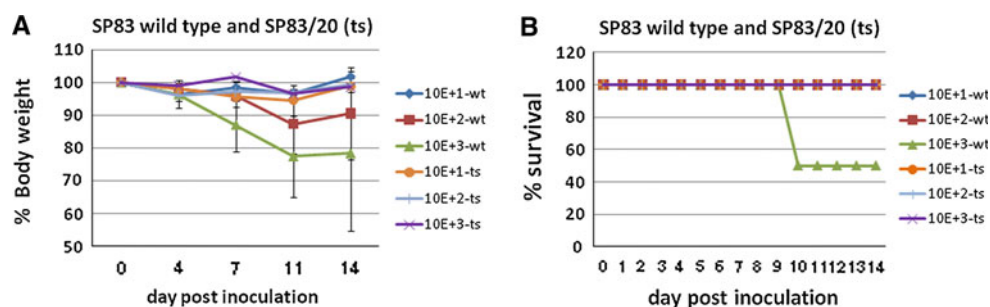 A
SP83 wild type and SP83/20 (ts)
% Body weight
110
100
90
80
70
60
50
0 4 7 11 14
day post inoculation
10E+1-wt
10E+2-wt
10E+3-wt
10E+1-ts
10E+2-ts
10E+3-ts
B
SP83 wild type and SP83/20 (ts)
% survival
120
100
80
60
40
20
0
0 1 2 3 4 5 6 7 8 9 10 11 12 13 14
day post inoculation
10E+1-wt
10E+2-wt
10E+3-wt
10E+1-ts
10E+2-ts
10E+3-ts